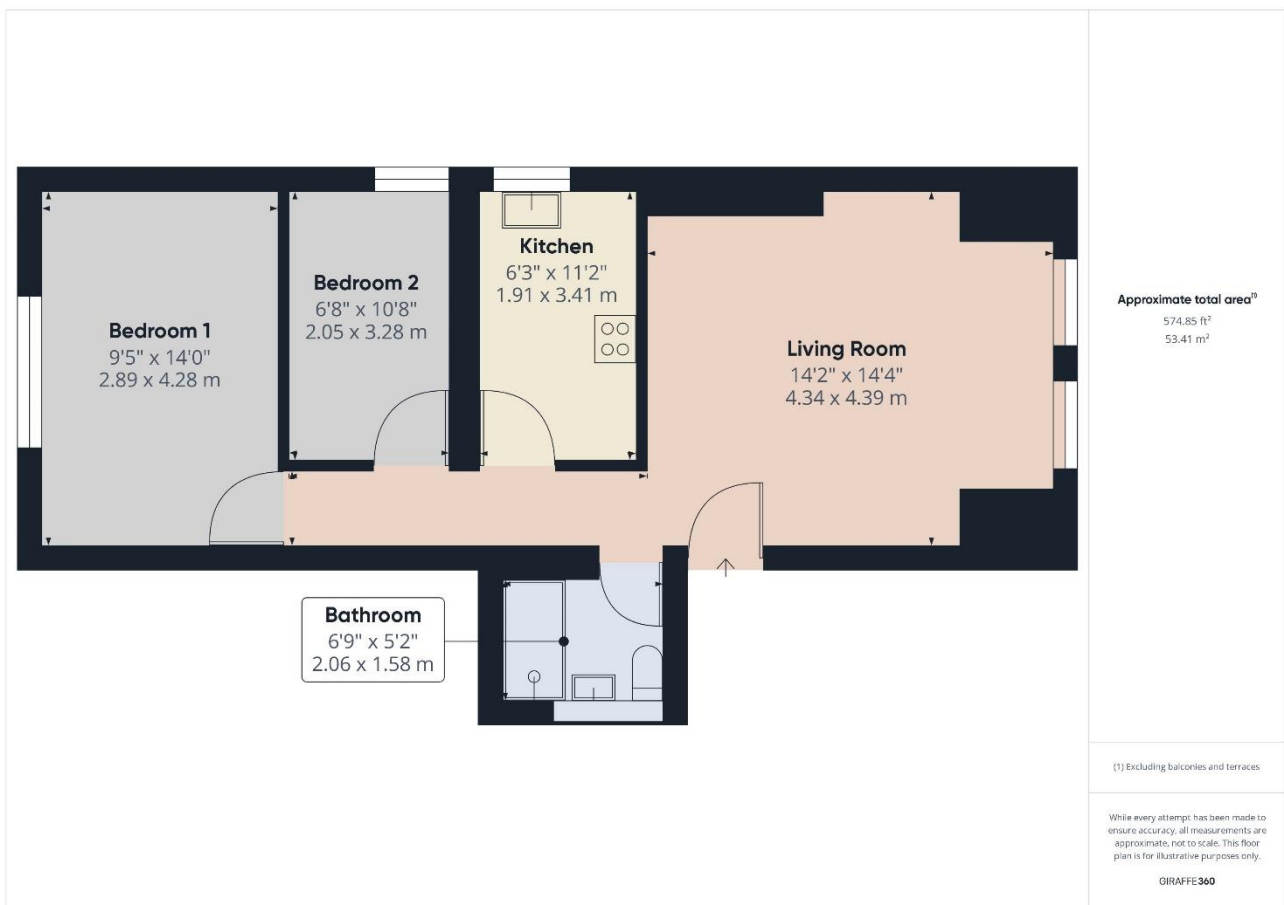 Bedroom 1
9'5" x 14'0"
2.89 x 4.28 m
Bedroom 2
6'8" x 10'8"
2.05 x 3.28 m
Kitchen
6'3" x 11'2"
1.91 x 3.41 m
Living Room
14'2" x 14'4"
4.34 x 4.39 m
Bathroom
6'9" x 5'2"
2.06 x 1.58 m
Approximate total area⁽¹⁾
574.85 ft²
53.41 m²
(1) Excluding balconies and terraces
While every attempt has been made to
ensure accuracy, all measurements are
approximate, not to scale. This floor
plan is for illustrative purposes only.
GIRAFFE360